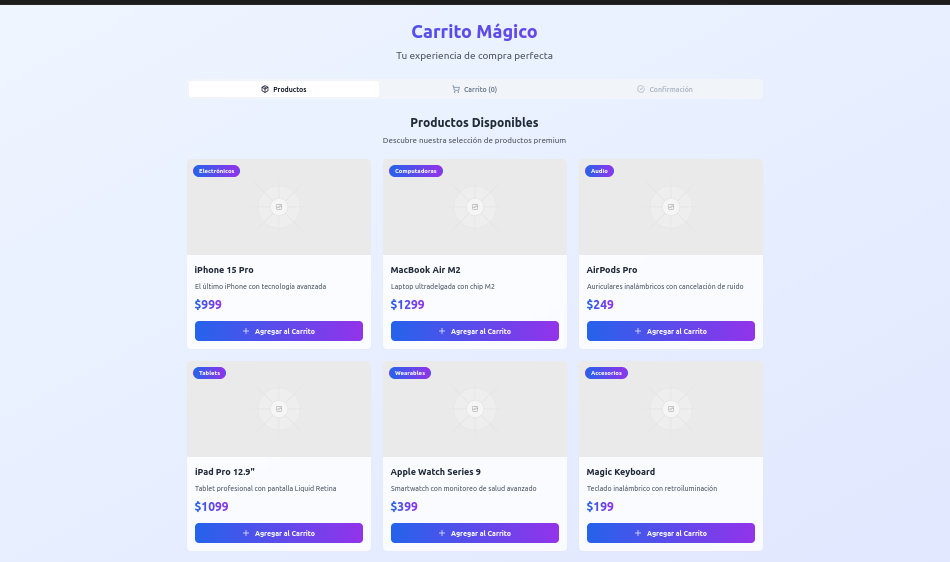 Carrito Mágico
Tu experiencia de compra perfecta
Productos
Carrito (0)
Confirmación
Productos Disponibles
Descubre nuestra selección de productos premium
Electrónicos
Computadoras
Audio
iPhone 15 Pro
MacBook Air M2
AirPods Pro
El último iPhone con tecnología avanzada
Laptop ultradelgada con chip M2
Auriculares inalámbricos con cancelación de ruido
$999
$1299
$249
Agregar al Carrito
Agregar al Carrito
Agregar al Carrito
Tablets
Wearables
Accesorios
iPad Pro 12.9"
Apple Watch Series 9
Magic Keyboard
Tablet profesional con pantalla Liquid Retina
Smartwatch con monitoreo de salud avanzado
Teclado inalámbrico con retroiluminación
$1099
$399
$199
Agregar al Carrito
Agregar al Carrito
Agregar al Carrito